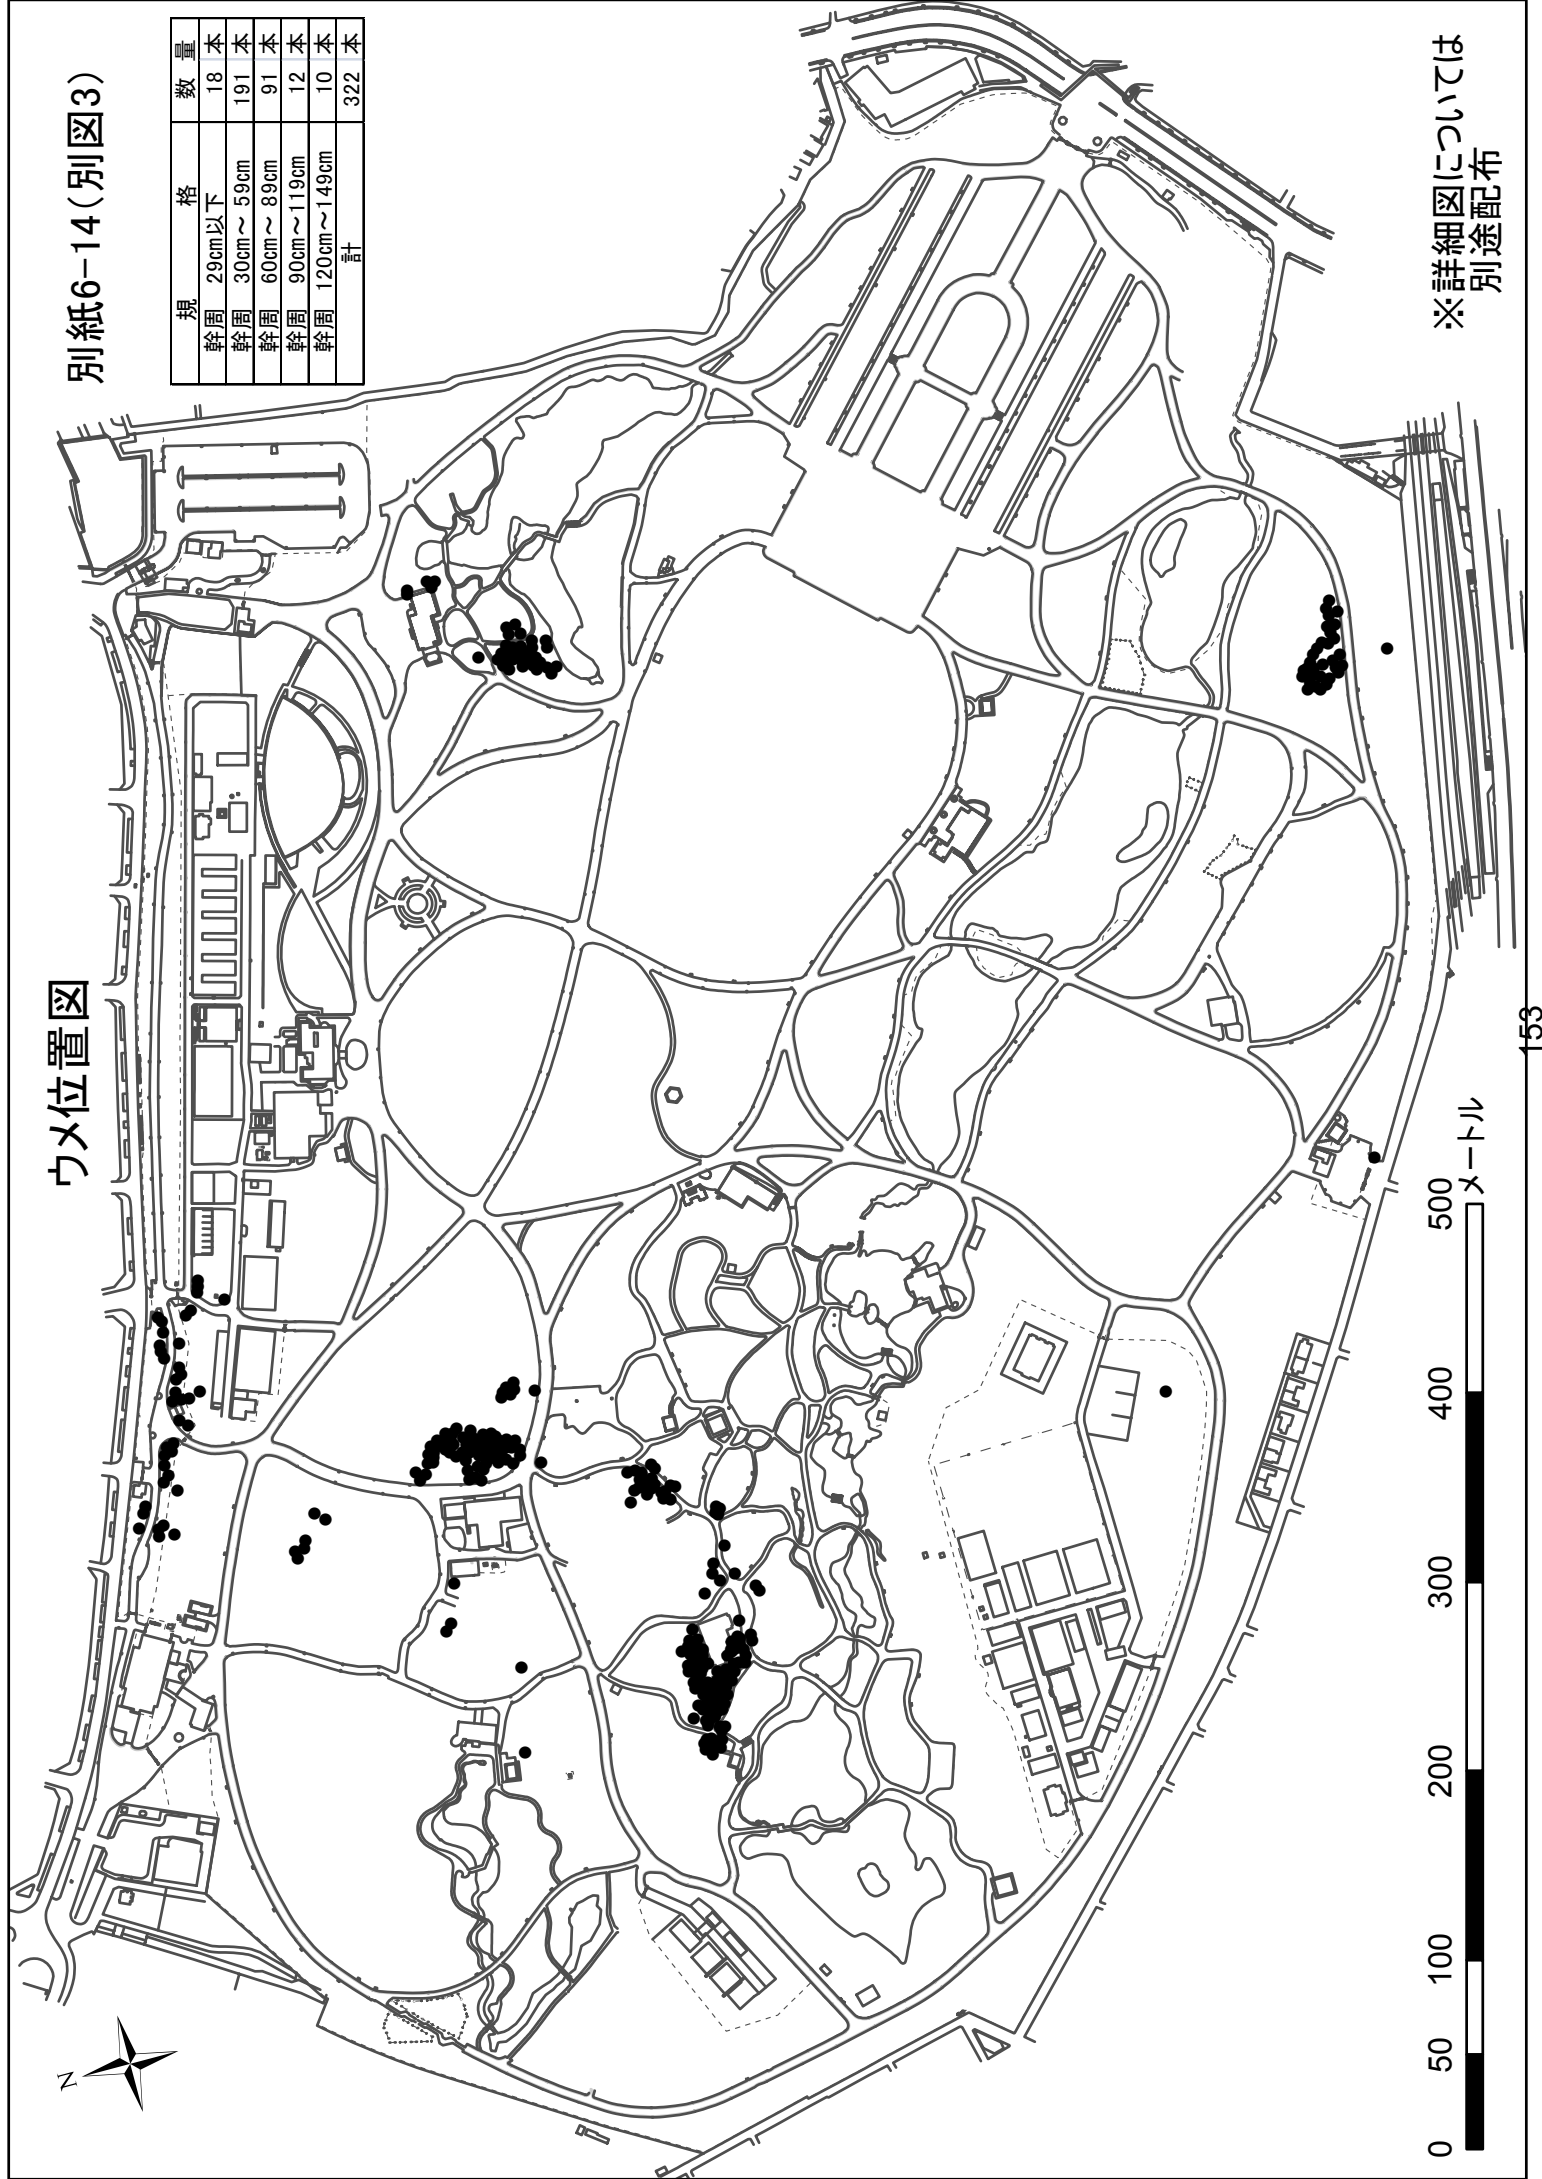 別紙6-14(別図3)
ウメ位置図
規 格 数 量
幹周 29cm以下 18 本
幹周 30cm~ 59cm 191 本
幹周 60cm~ 89cm 91 本
幹周 90cm~119cm 12 本
幹周 120cm~149cm 10 本
計 322 本
N
0 50 100 200 300 400 500
メートル
※詳細図については
別途配布
153